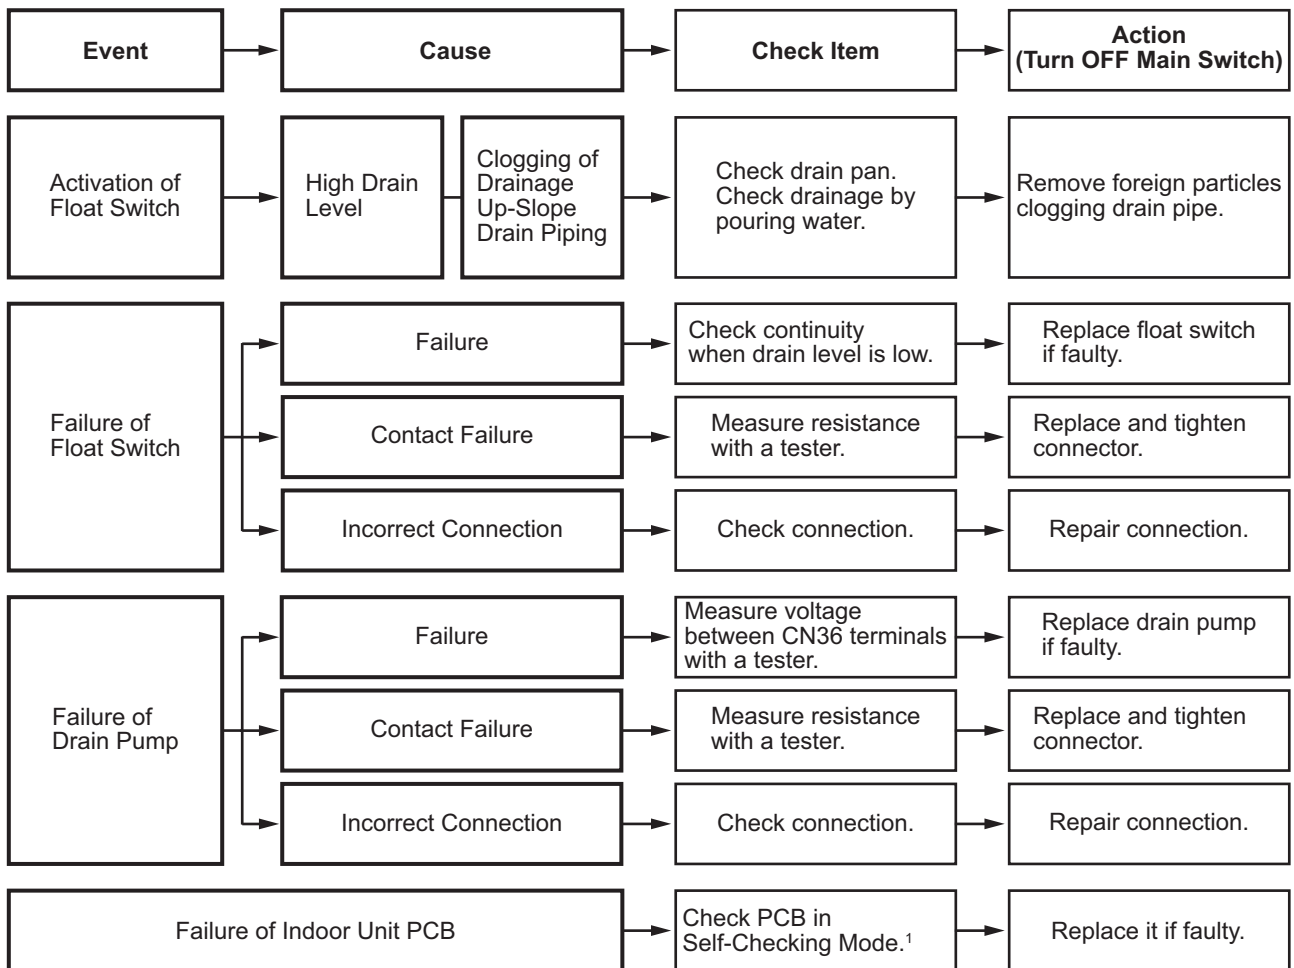 Event
Cause
Check Item
Action
(Turn OFF Main Switch)
Activation of
Float Switch
High Drain
Level
Clogging of
Drainage
Up-Slope
Drain Piping
Check drain pan.
Check drainage by
pouring water.
Remove foreign particles
clogging drain pipe.
Failure of
Float Switch
Failure
Check continuity
when drain level is low.
Replace float switch
if faulty.
Contact Failure
Measure resistance
with a tester.
Replace and tighten
connector.
Incorrect Connection
Check connection.
Repair connection.
Failure of
Drain Pump
Failure
Measure voltage
between CN36 terminals
with a tester.
Replace drain pump
if faulty.
Contact Failure
Measure resistance
with a tester.
Replace and tighten
connector.
Incorrect Connection
Check connection.
Repair connection.
Failure of Indoor Unit PCB
Check PCB in
Self-Checking Mode.¹
Replace it if faulty.